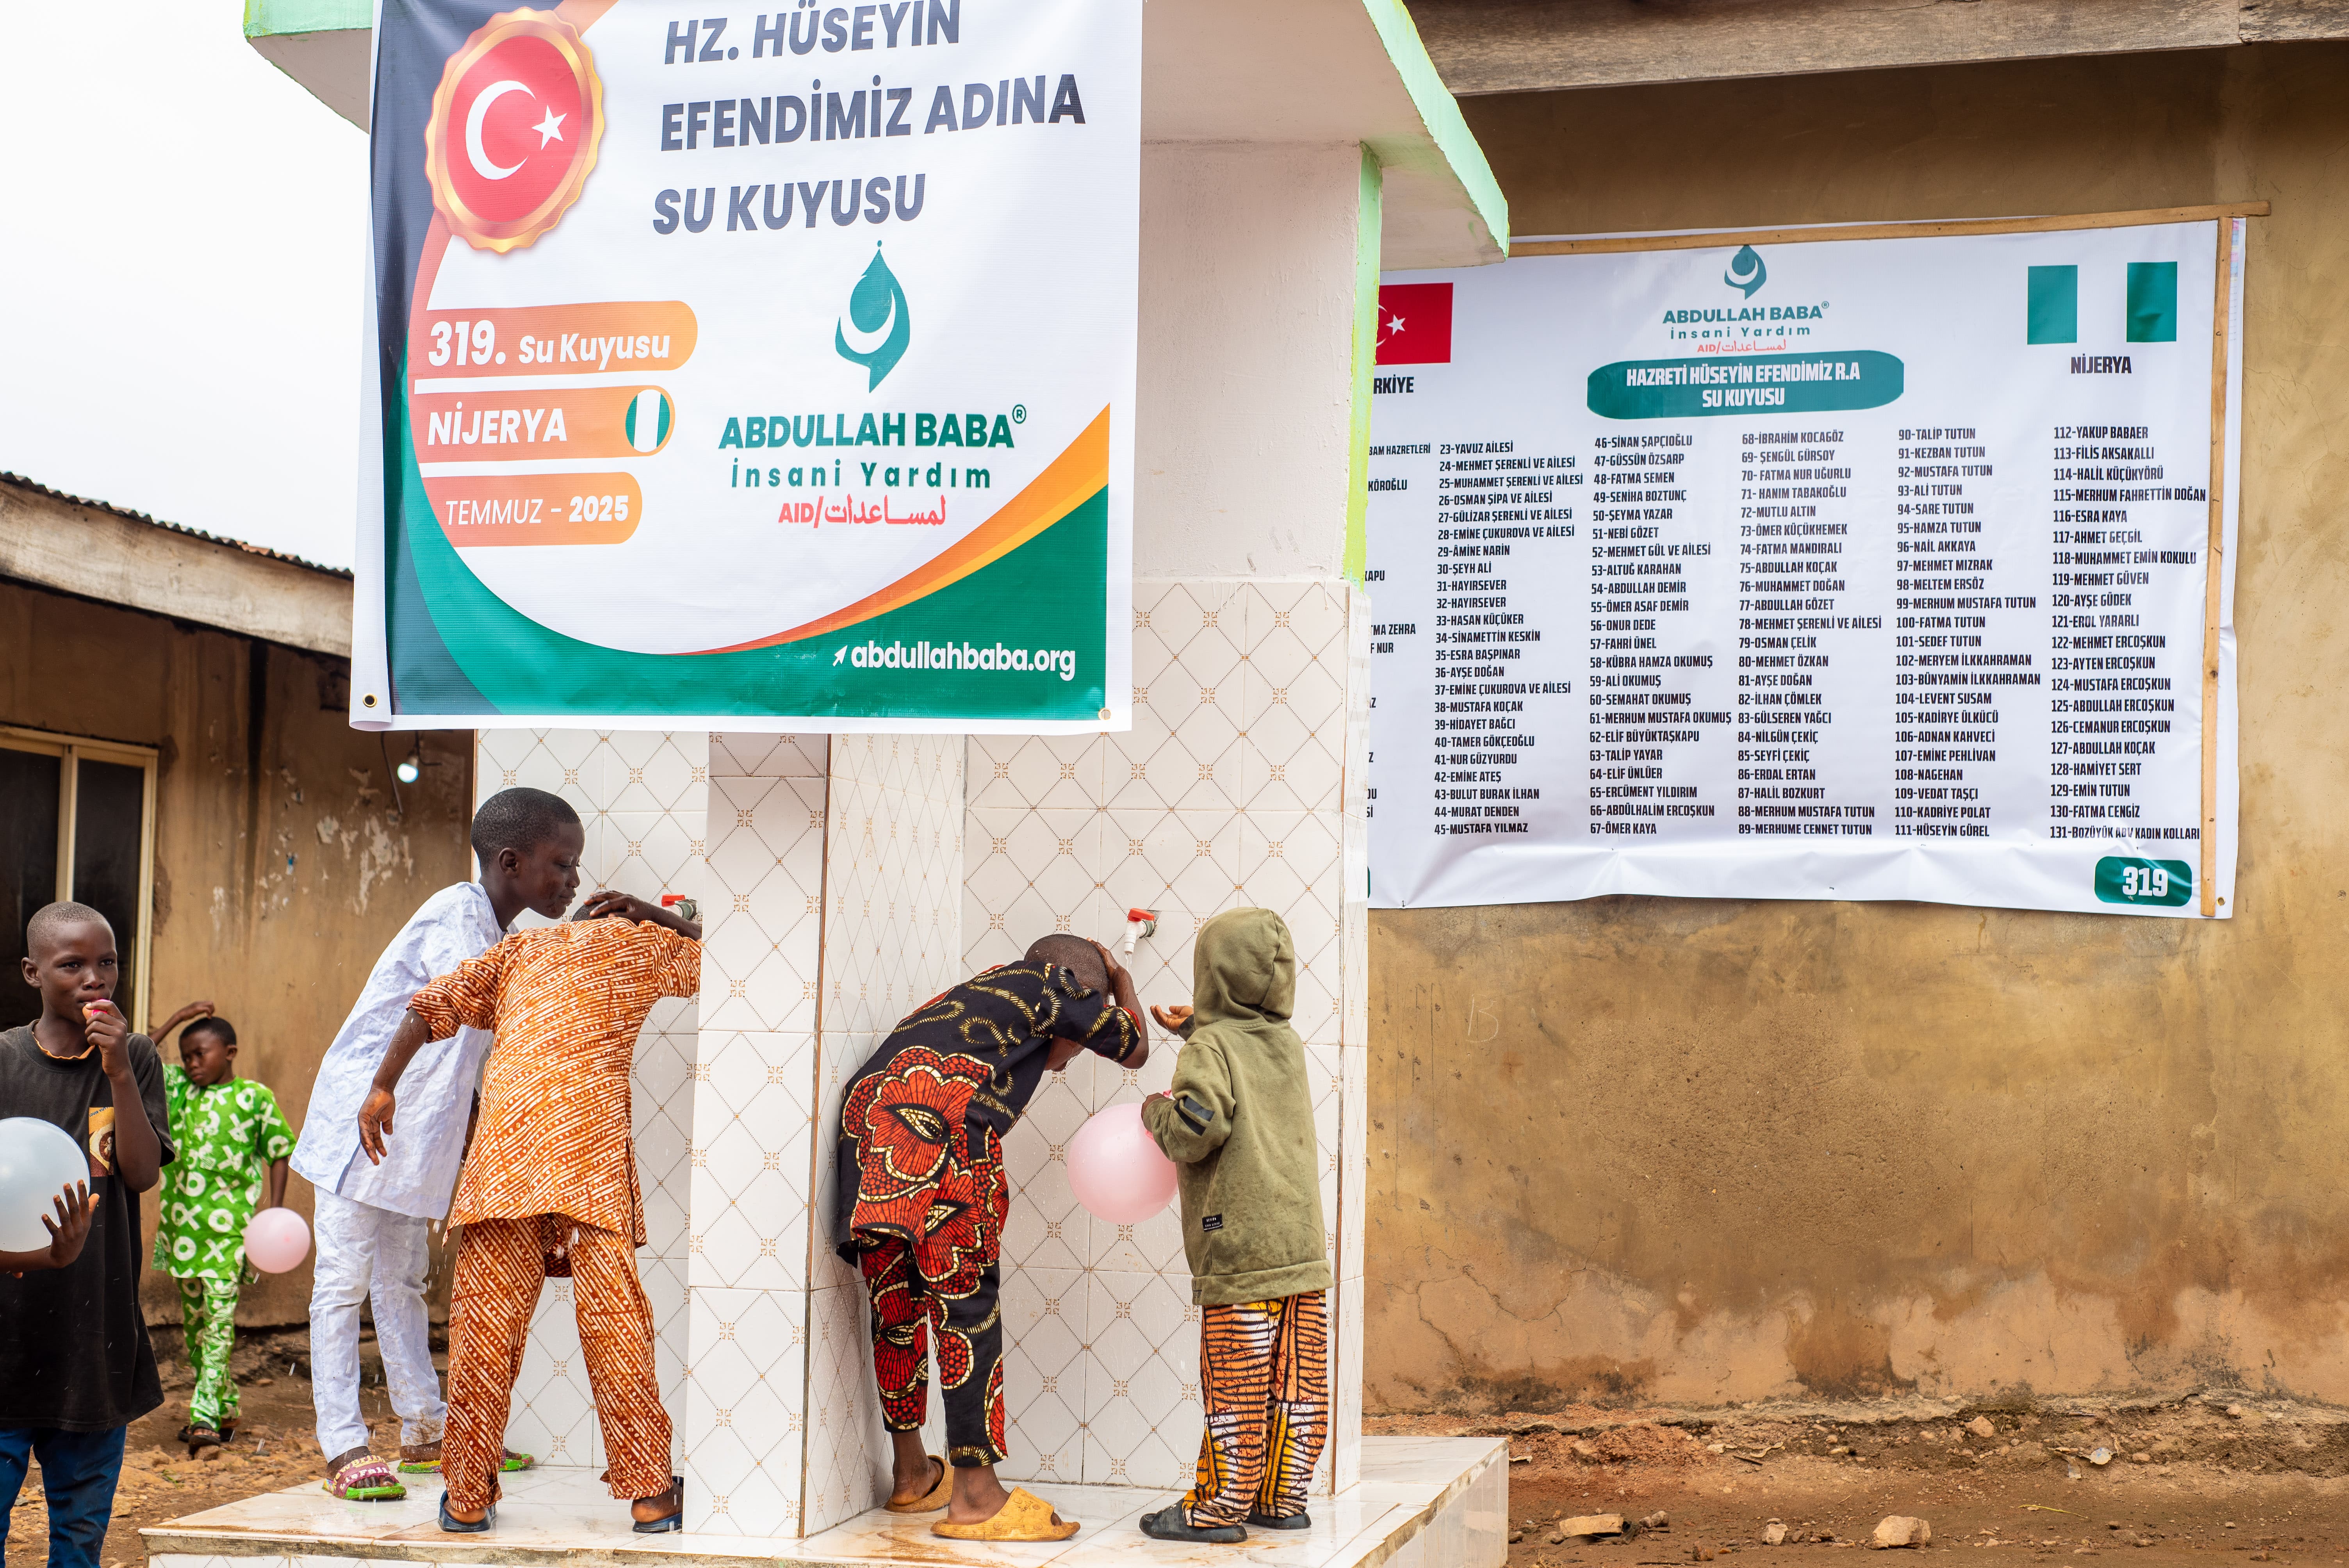 HZ. HÜSEYİN
EFENDİMİZ ADINA
SU KUYUSU
319. Su Kuyusu
NİJERYA
TEMMUZ - 2025
ABDULLAH BABA®
İnsani Yardım
AID/لمساعدات
abdullahbaba.org
ABDULLAH BABA®
İnsani Yardım
AID/لمساعدات
HAZRETİ HÜSEYİN EFENDİMİZ R.A
SU KUYUSU
RKİYE
NİJERYA
BAM HAZRETLERİ
KÖROĞLU
KAPU
TMA ZEHRA
F NUR
23-YAVUZ AİLESİ
24-MEHMET ŞERENLİ VE AİLESİ
25-MUHAMMET ŞERENLİ VE AİLESİ
26-OSMAN ŞİPA VE AİLESİ
27-GÜLİZAR ŞERENLİ VE AİLESİ
28-EMİNE ÇUKUROVA VE AİLESİ
29-ÂMİNE NARİN
30-ŞEYH ALİ
31-HAYIRSEVER
32-HAYIRSEVER
33-HASAN KÜÇÜKER
34-SİNAMETTİN KESKİN
35-ESRA BAŞPINAR
36-AYŞE DOĞAN
37-EMİNE ÇUKUROVA VE AİLESİ
38-MUSTAFA KOÇAK
39-HİDAYET BAĞCI
40-TAMER GÖKÇEOĞLU
41-NUR GÜZYURDU
42-EMİNE ATEŞ
43-BULUT BURAK İLHAN
44-MURAT DENDEN
45-MUSTAFA YILMAZ
46-SİNAN ŞAPÇIOĞLU
47-GÜSSÜN ÖZSARP
48-FATMA SEMEN
49-SENİHA BOZTUNÇ
50-ŞEYMA YAZAR
51-NEBİ GÖZET
52-MEHMET GÜL VE AİLESİ
53-ALTUĞ KARAHAN
54-ABDULLAH DEMİR
55-ÖMER ASAF DEMİR
56-ONUR DEDE
57-FAHRİ ÜNEL
58-KÜBRA HAMZA OKUMUŞ
59-ALİ OKUMUŞ
60-SEMAHAT OKUMUŞ
61-MERHUM MUSTAFA OKUMUŞ
62-ELİF BÜYÜKTAŞKAPU
63-TALİP YAYAR
64-ELİF ÜNLÜER
65-ERCÜMENT YILDIRIM
66-ABDÜLHALİM ERCOŞKUN
67-ÖMER KAYA
68-İBRAHİM KOCAGÖZ
69- ŞENGÜL GÜRSOY
70- FATMA NUR UĞURLU
71- HANIM TABAKOĞLU
72-MUTLU ALTIN
73-ÖMER KÜÇÜKHEMEK
74-FATMA MANDIRALI
75-ABDULLAH KOÇAK
76-MUHAMMET DOĞAN
77-ABDULLAH GÖZET
78-MEHMET ŞERENLİ VE AİLESİ
79-OSMAN ÇELİK
80-MEHMET ÖZKAN
81-AYŞE DOĞAN
82-İLHAN ÇÖMLEK
83-GÜLSEREN YAĞCI
84-NİLGÜN ÇEKİÇ
85-SEYFİ ÇEKİÇ
86-ERDAL ERTAN
87-HALİL BOZKURT
88-MERHUM MUSTAFA TUTUN
89-MERHUME CENNET TUTUN
90-TALİP TUTUN
91-KEZBAN TUTUN
92-MUSTAFA TUTUN
93-ALİ TUTUN
94-SARE TUTUN
95-HAMZA TUTUN
96-NAİL AKKAYA
97-MEHMET MIZRAK
98-MELTEM ERSÖZ
99-MERHUM MUSTAFA TUTUN
100-FATMA TUTUN
101-SEDEF TUTUN
102-MERYEM İLKKAHRAMAN
103-BÜNYAMİN İLKKAHRAMAN
104-LEVENT SUSAM
105-KADİRYE ÜLKÜCÜ
106-ADNAN KAHVECİ
107-EMİNE PEHLİVAN
108-NAGEHAN
109-VEDAT TAŞÇI
110-KADRİYE POLAT
111-HÜSEYİN GÜREL
112-YAKUP BABAER
113-FİLİS AKSAKALLI
114-HALİL KÜÇÜKYÖRÜ
115-MERHUM FAHRETTİN DOĞAN
116-ESRA KAYA
117-AHMET GEÇGİL
118-MUHAMMET EMİN KOKULU
119-MEHMET GÜVEN
120-AYŞE GÜDEK
121-EROL YARARLI
122-MEHMET ERCOŞKUN
123-AYTEN ERCOŞKUN
124-MUSTAFA ERCOŞKUN
125-ABDULLAH ERCOŞKUN
126-CEMANUR ERCOŞKUN
127-ABDULLAH KOÇAK
128-HAMİYET SERT
129-EMİN TUTUN
130-FATMA CENGİZ
131-BOZÜYÜK ABV KADIN KOLLARI
319